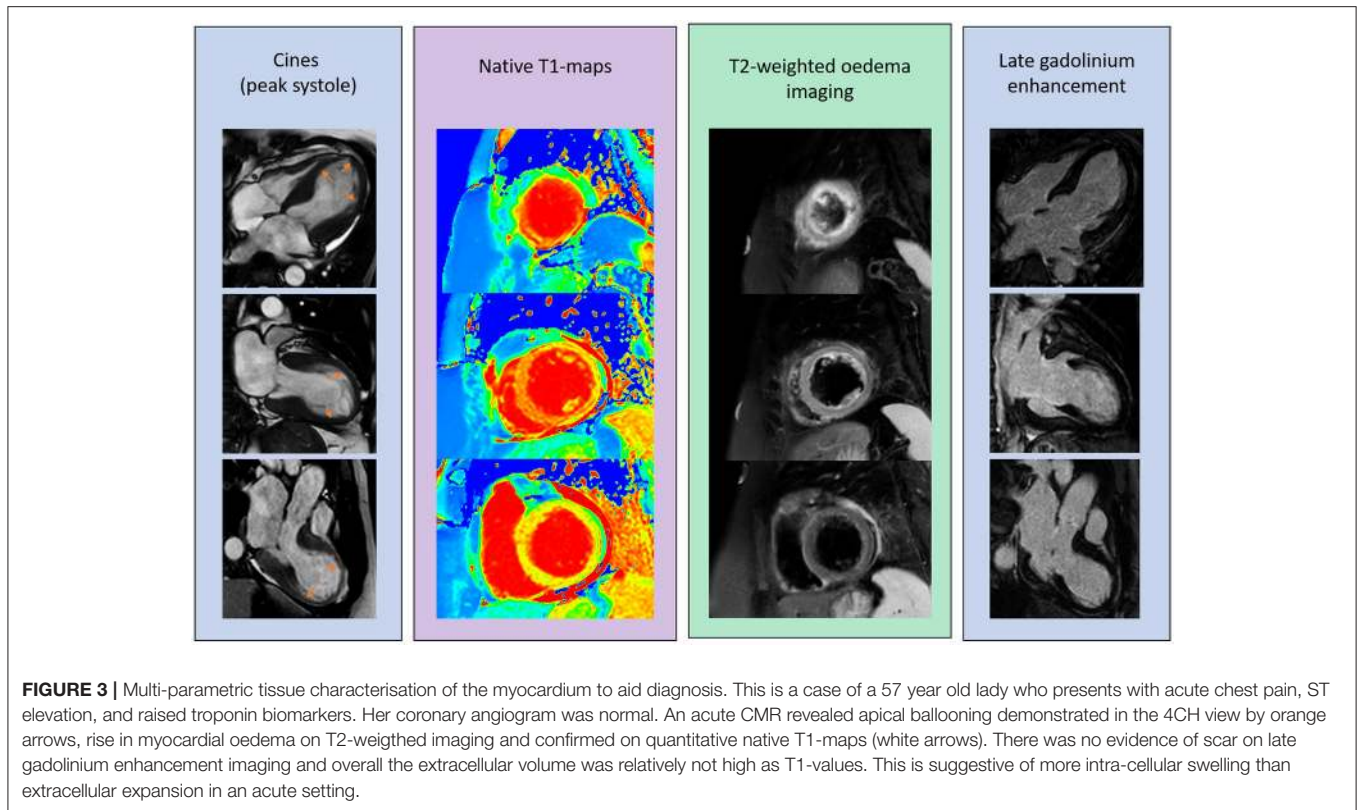 Cines
(peak systole)
Native T1-maps
T2-weighted oedema
imaging
Late gadolinium
enhancement
FIGURE 3 | Multi-parametric tissue characterisation of the myocardium to aid diagnosis. This is a case of a 57 year old lady who presents with acute chest pain, ST
elevation, and raised troponin biomarkers. Her coronary angiogram was normal. An acute CMR revealed apical ballooning demonstrated in the 4CH view by orange
arrows, rise in myocardial oedema on T2-weigthed imaging and confirmed on quantitative native T1-maps (white arrows). There was no evidence of scar on late
gadolinium enhancement imaging and overall the extracellular volume was relatively not high as T1-values. This is suggestive of more intra-cellular swelling than
extracellular expansion in an acute setting.